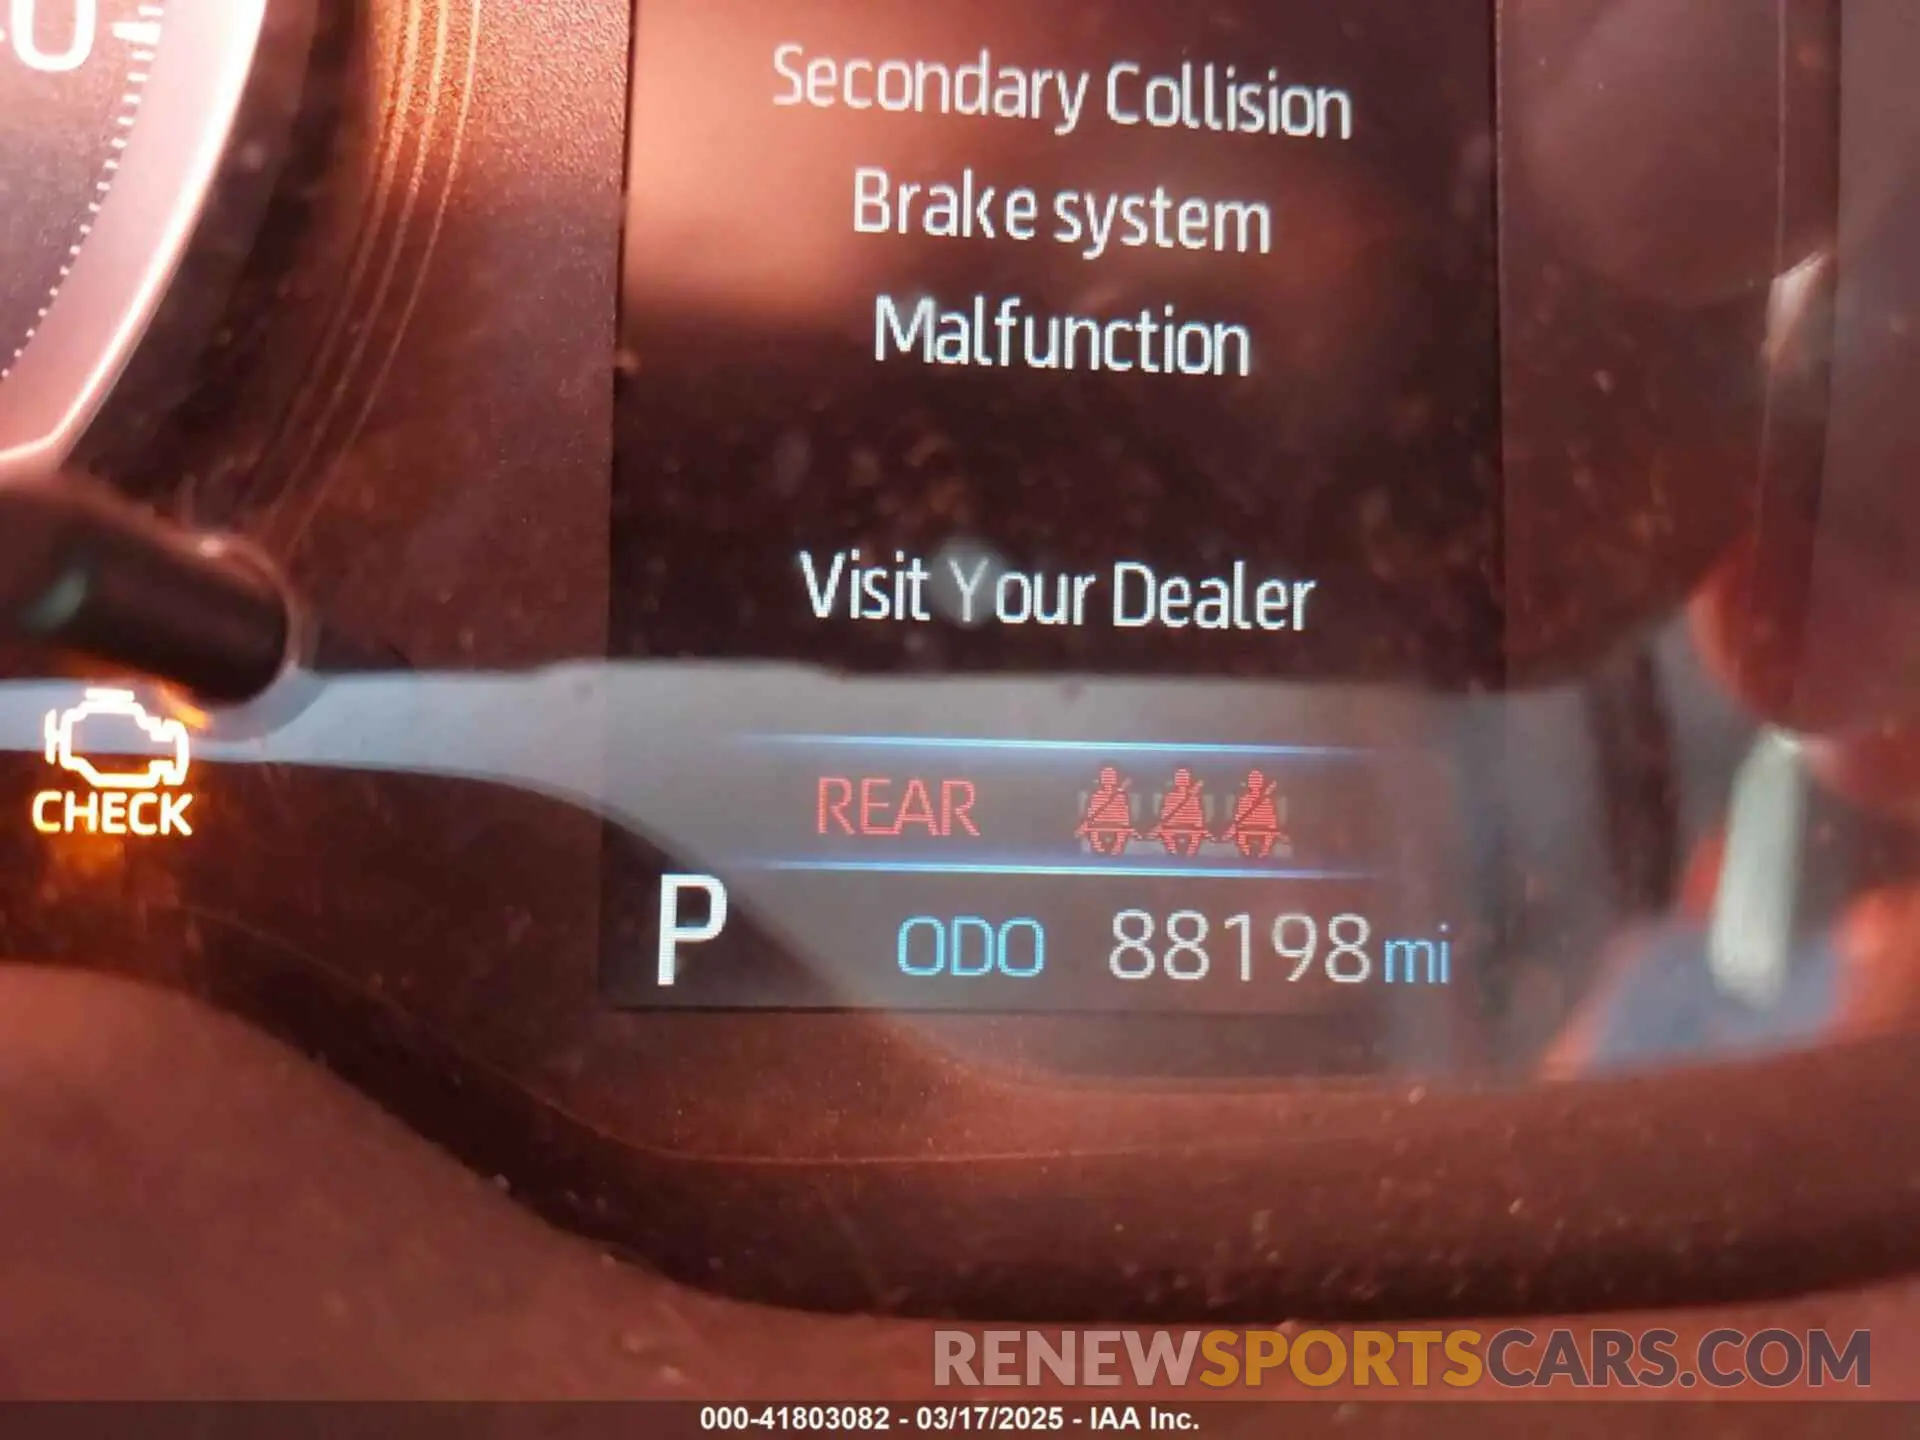 0
Secondary Collision
Brake system
Malfunction
Visit Your Dealer
CHECK
REAR
P ODO 88198 mi
RENEWSPORTSCARS.COM
000-41803082 - 03/17/2025 - IAA Inc.